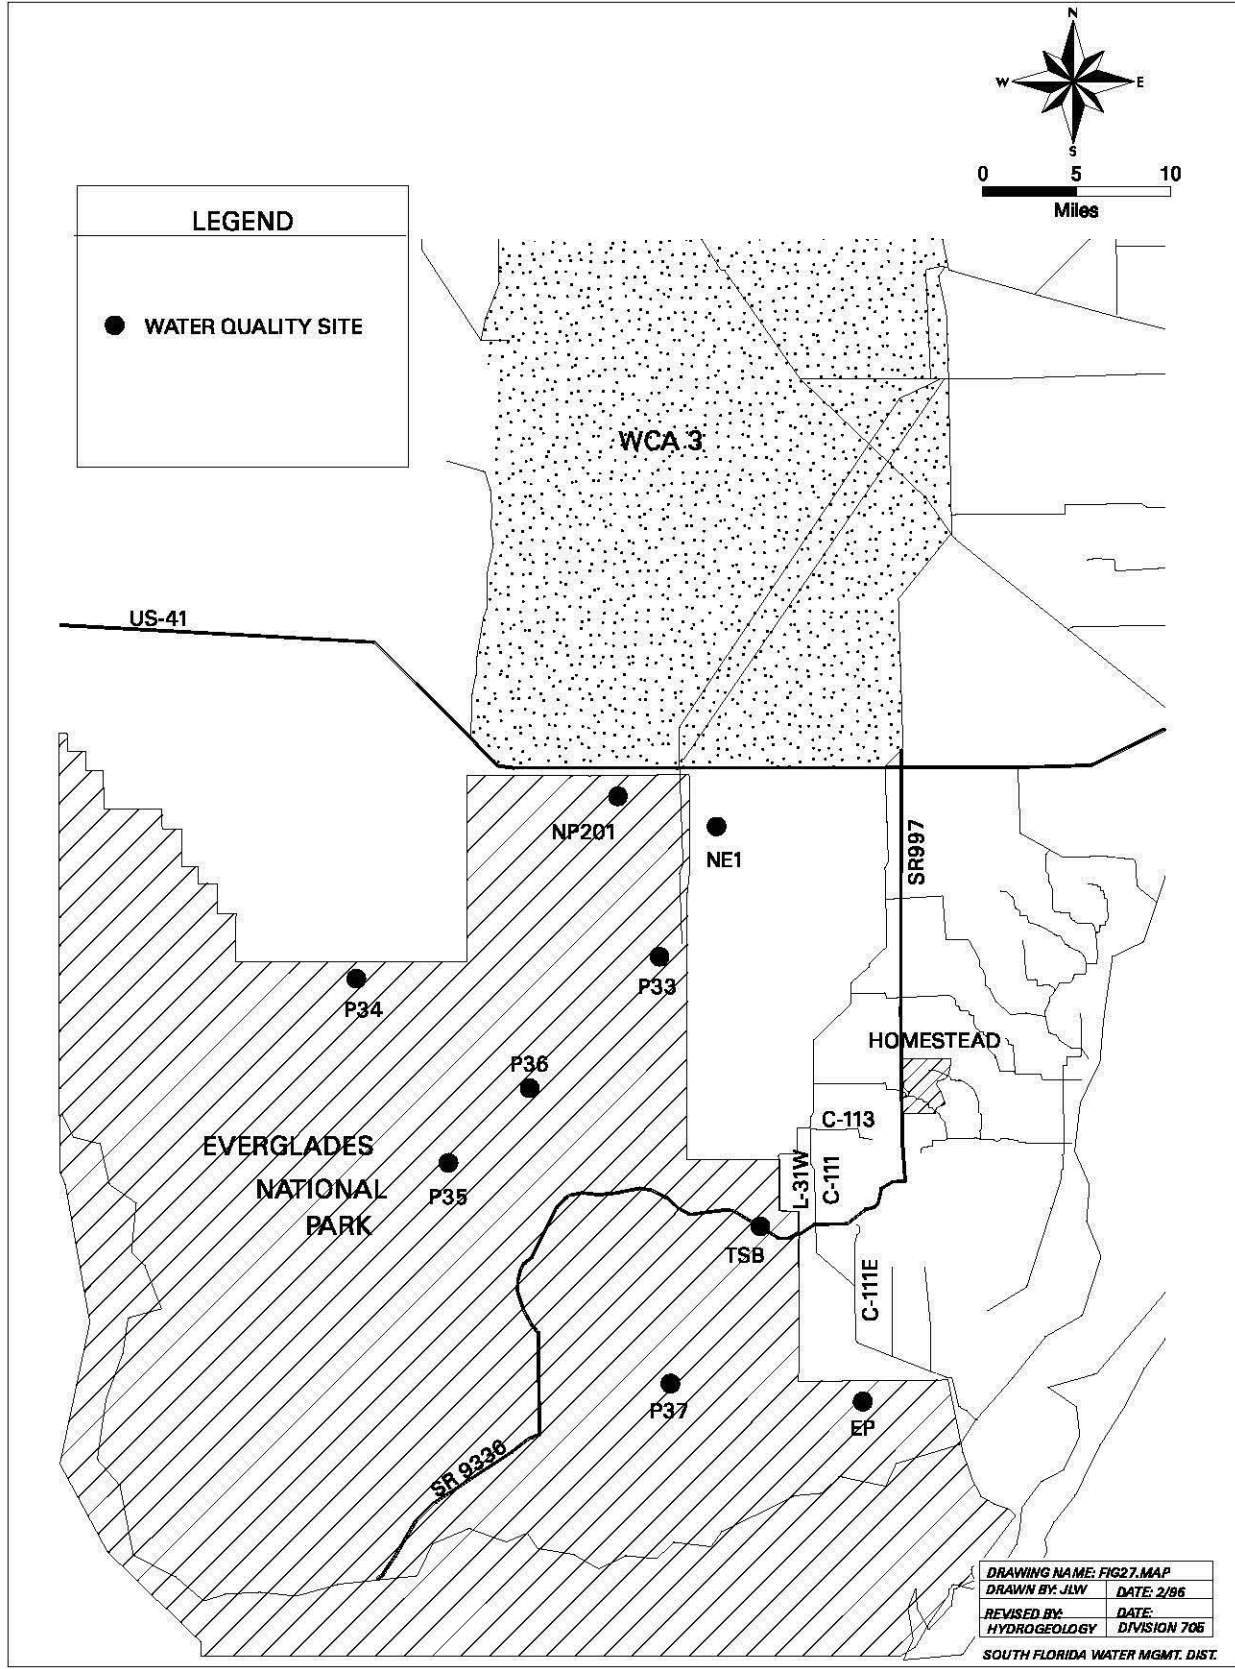 N
W
E
S
0 5 10
Miles
LEGEND
WATER QUALITY SITE
WCA 3
US-41
NP201
NE1
SR997
P33
P34
HOMESTEAD
P36
C-113
EVERGLADES
NATIONAL
PARK
P35
L-31W
C-111
TSB
C-111E
P37
EP
SR 9336
DRAWING NAME: FIG27.MAP
DRAWN BY: JLW DATE: 2/96
REVISED BY: DATE:
HYDROGEOLOGY DIVISION 705
SOUTH FLORIDA WATER MGMT. DIST.